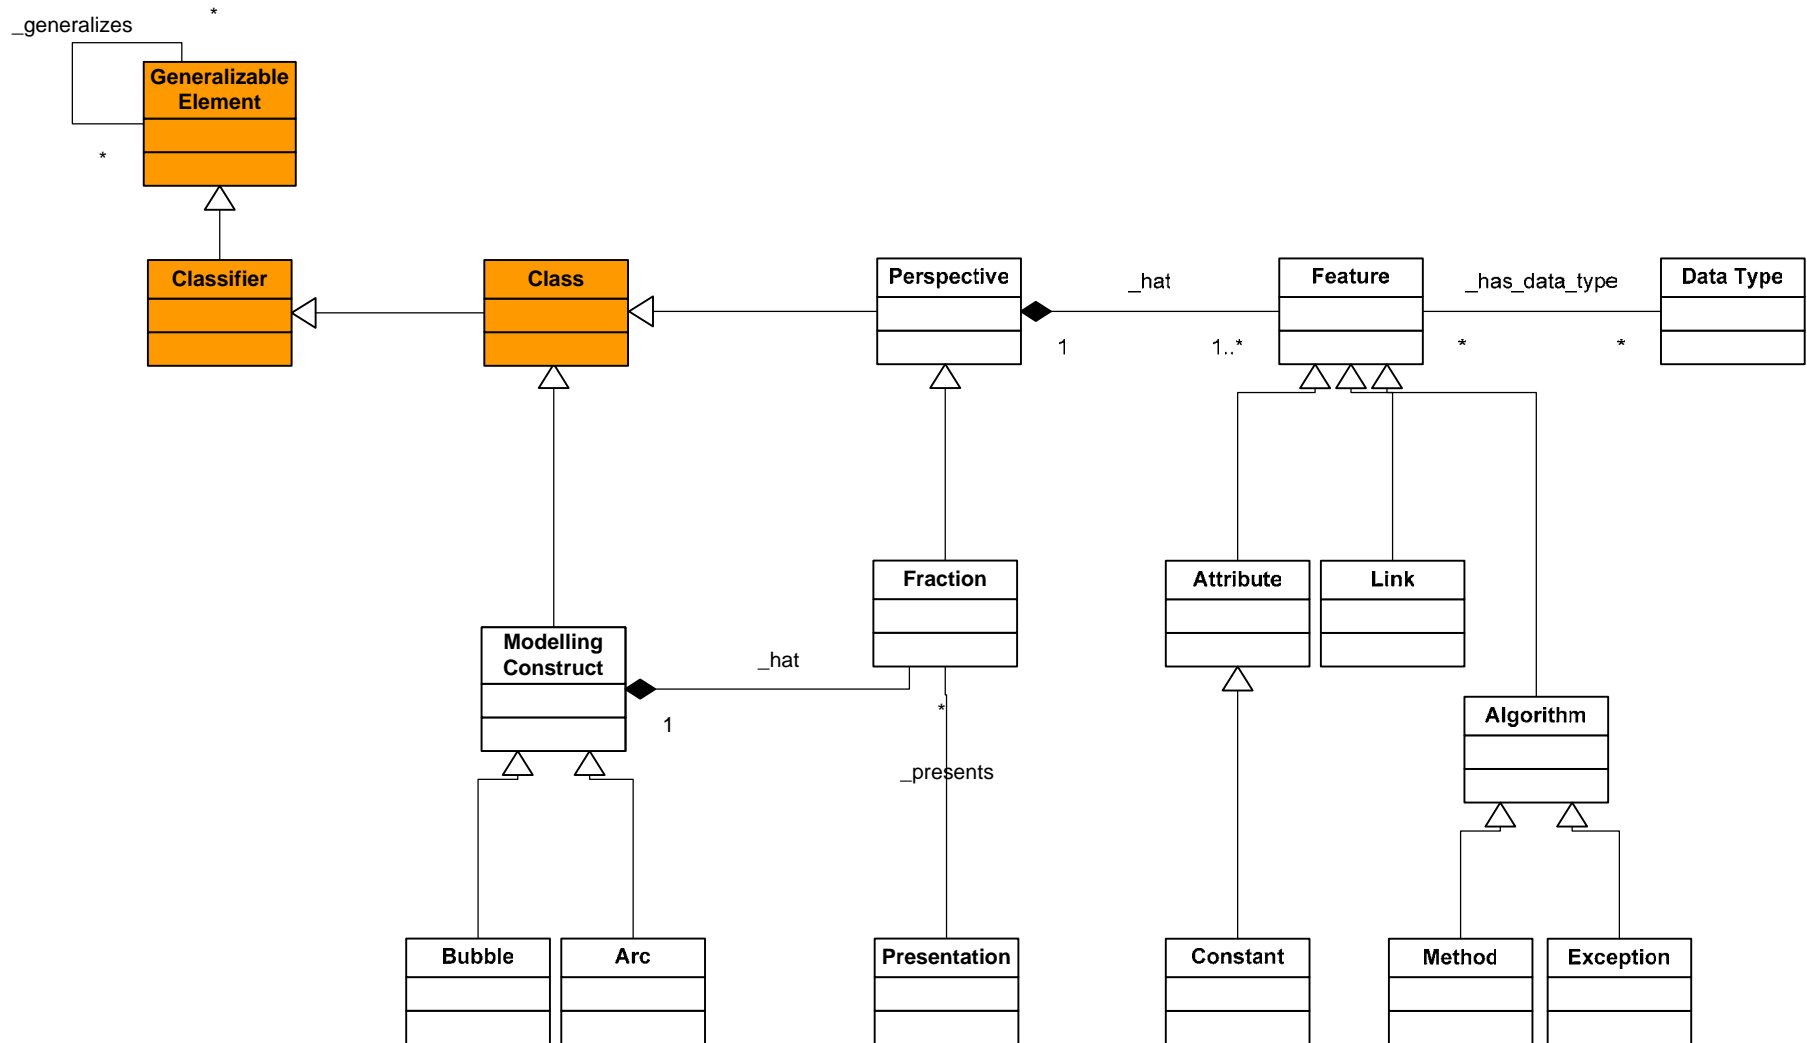 *
_generalizes
Generalizable
Element
*
Classifier
Class
Perspective
_hat
Feature
_has_data_type
Data Type
1
1..*
*
*
Fraction
Attribute
Link
Modelling
Construct
_hat
1
*
Algorithm
_presents
Bubble
Arc
Presentation
Constant
Method
Exception